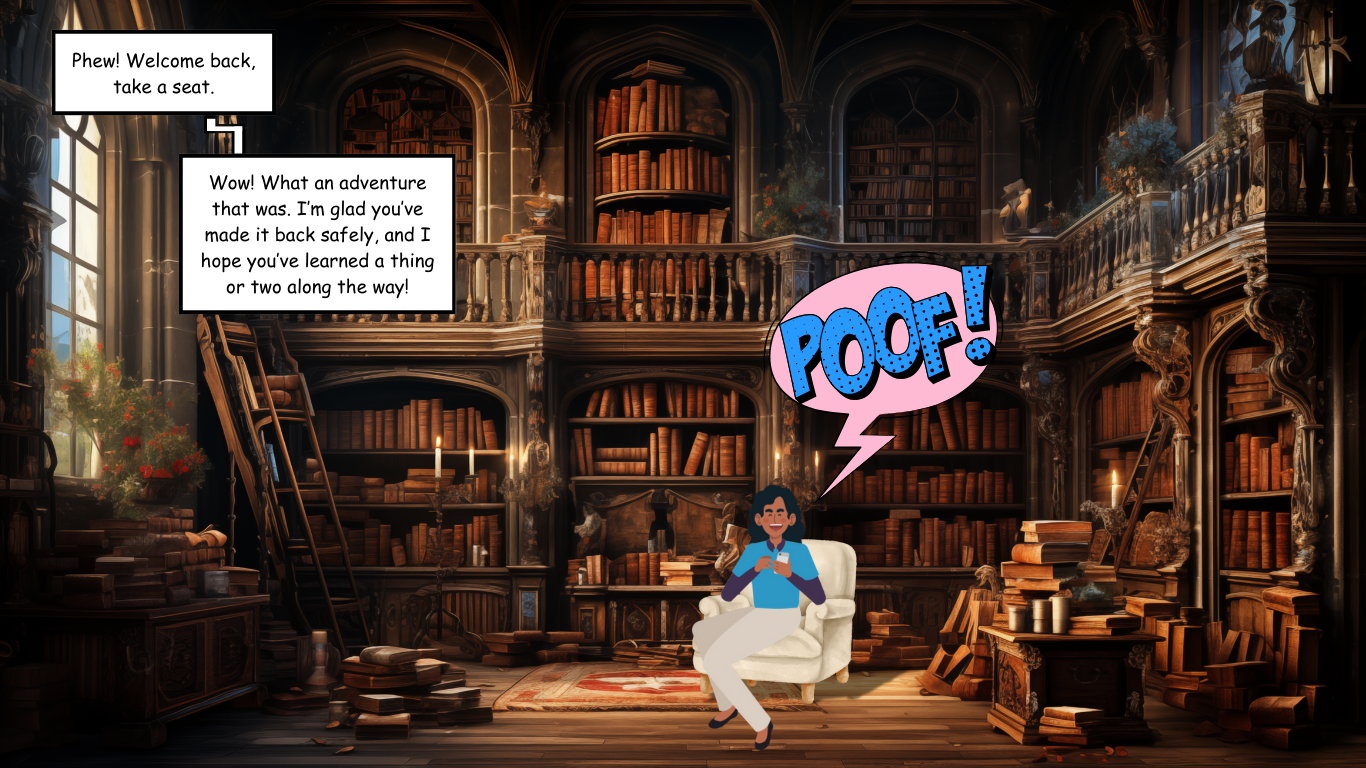 Phew! Welcome back,
take a seat.
Wow! What an adventure
that was. I'm glad you've
made it back safely, and I
hope you've learned a thing
or two along the way!
POOF!